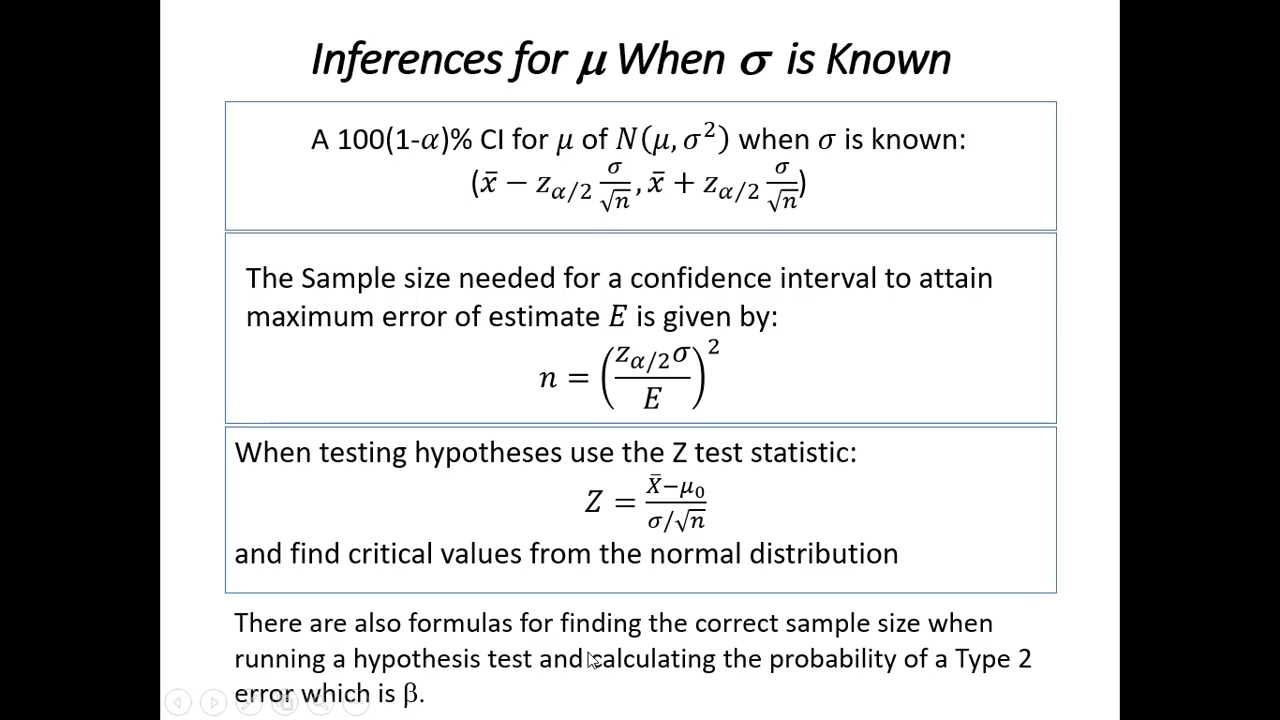 Inferences for μ When σ is Known
A 100(1-α)% CI for μ of N(μ, σ²) when σ is known:
(x̄ − z_{α/2} σ/√n, x̄ + z_{α/2} σ/√n)
The Sample size needed for a confidence interval to attain
maximum error of estimate E is given by:
n = (z_{α/2}σ/E)²
When testing hypotheses use the Z test statistic:
Z = (X̄−μ₀)/(σ/√n)
and find critical values from the normal distribution
There are also formulas for finding the correct sample size when
running a hypothesis test and calculating the probability of a Type 2
error which is β.